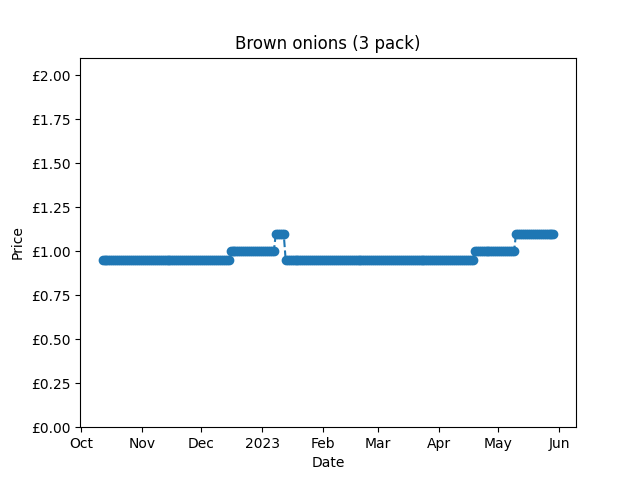 Brown onions (3 pack)
£2.00
£1.75
£1.50
£1.25
£1.00
£0.75
£0.50
£0.25
£0.00
Price
Oct Nov Dec 2023 Feb Mar Apr May Jun
Date